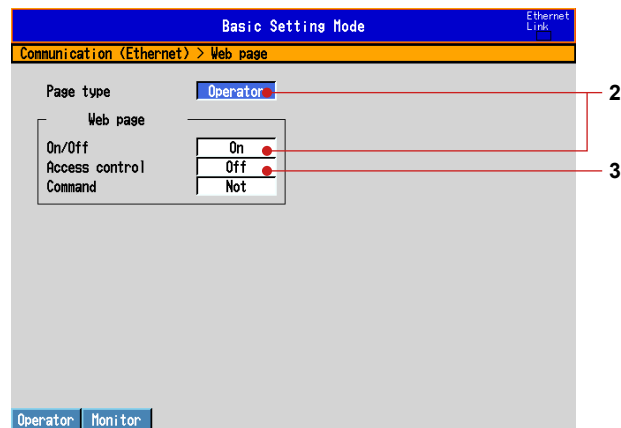 Basic Setting Mode
Ethernet
Link
Communication (Ethernet) > Web page
Page type Operator
2
Web page
On/Off On
Access control Off
3
Command Not
Operator Monitor